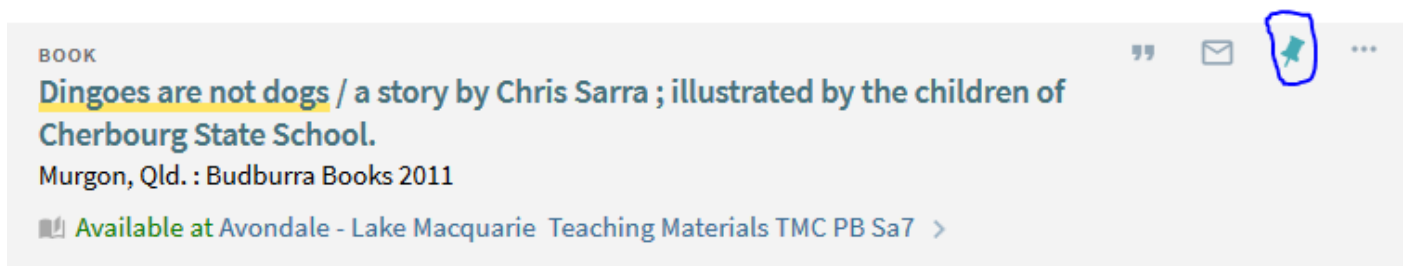 BOOK
Dingoes are not dogs / a story by Chris Sarra ; illustrated by the children of
Cherbourg State School.
Murgon, Qld. : Budburra Books 2011
Available at Avondale - Lake Macquarie Teaching Materials TMC PB Sa7 >